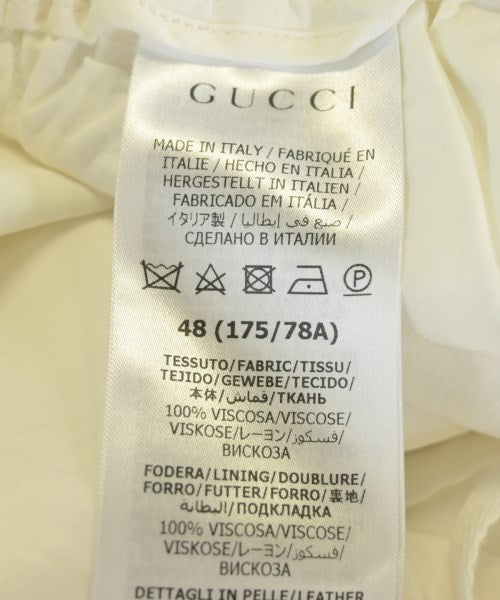 GUCCI
MADE IN ITALY / FABRIQUÉ EN
ITALIE / HECHO EN ITALIA /
HERGESTELLT IN ITALIEN /
FABRICADO EM ITÁLIA /
イタリア製 / صنع في إيطاليا /
СДЕЛАНО В ИТАЛИИ
P
48 (175/78A)
TESSUTO/FABRIC/TISSU/
TEJIDO/GEWEBE/TECIDO/
本体/قماش/ТКАНЬ
100% VISCOSA/VISCOSE/
VISKOSE/レーヨン/فسكوز/
ВИСКОЗА
FODERA/LINING/DOUBLURE/
FORRO/FUTTER/FORRO/裏地/
البطانة/ПОДКЛАДКА
100% VISCOSA/VISCOSE/
VISKOSE/レーヨン/فسكوز/
ВИСКОЗА
DETTAGLI IN PELLE/LEATHER